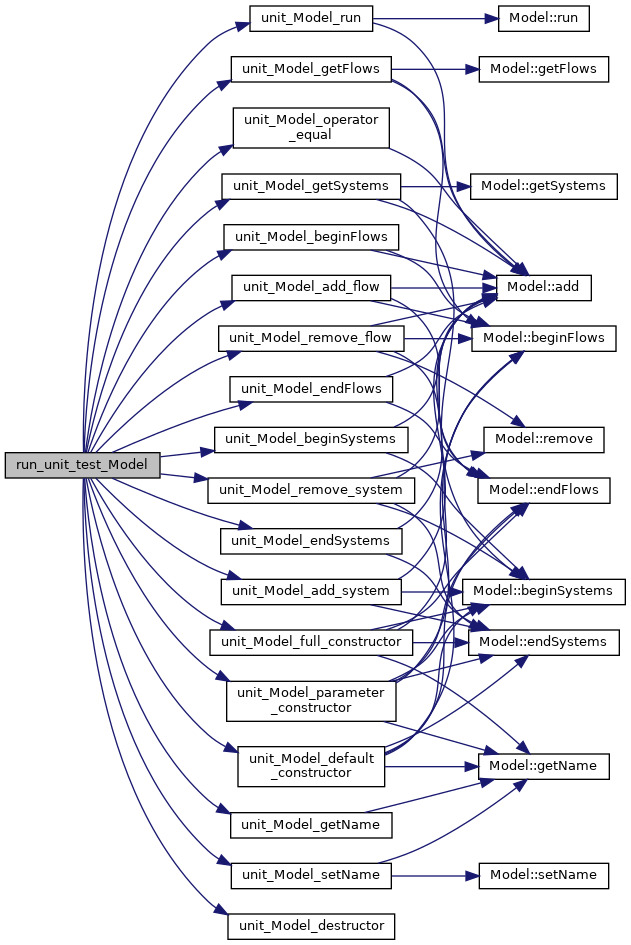 run_unit_test_Model
unit_Model_run
unit_Model_getFlows
unit_Model_operator
_equal
unit_Model_getSystems
unit_Model_beginFlows
unit_Model_add_flow
unit_Model_remove_flow
unit_Model_endFlows
unit_Model_beginSystems
unit_Model_remove_system
unit_Model_endSystems
unit_Model_add_system
unit_Model_full_constructor
unit_Model_parameter
_constructor
unit_Model_default
_constructor
unit_Model_getName
unit_Model_setName
unit_Model_destructor
Model::run
Model::getFlows
Model::getSystems
Model::add
Model::beginFlows
Model::remove
Model::endFlows
Model::beginSystems
Model::endSystems
Model::getName
Model::setName